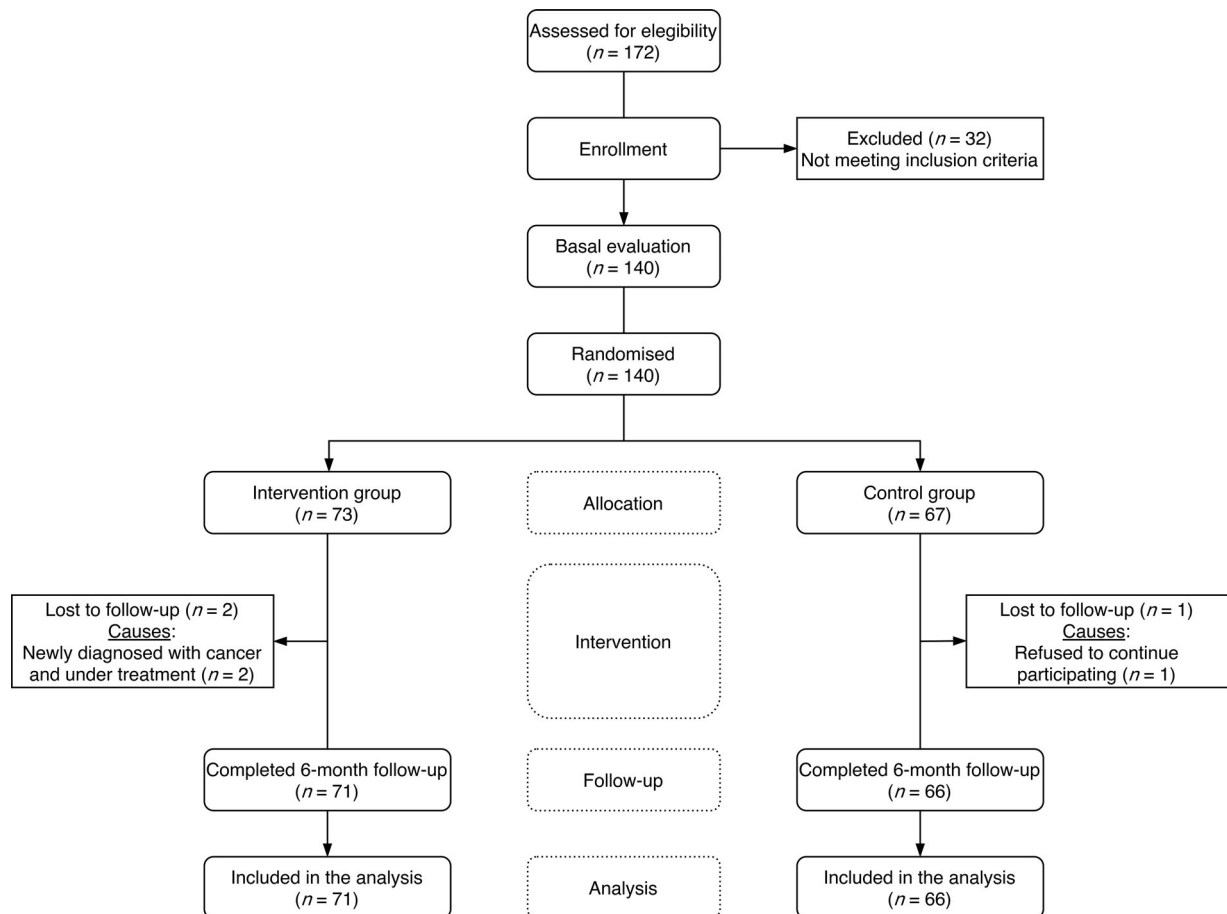 Assessed for elegibility
(n = 172)
Enrollment
Excluded (n = 32)
Not meeting inclusion criteria
Basal evaluation
(n = 140)
Randomised
(n = 140)
Intervention group
(n = 73)
Allocation
Control group
(n = 67)
Lost to follow-up (n = 2)
Causes:
Newly diagnosed with cancer
and under treatment (n = 2)
Intervention
Lost to follow-up (n = 1)
Causes:
Refused to continue
participating (n = 1)
Completed 6-month follow-up
(n = 71)
Follow-up
Completed 6-month follow-up
(n = 66)
Included in the analysis
(n = 71)
Analysis
Included in the analysis
(n = 66)